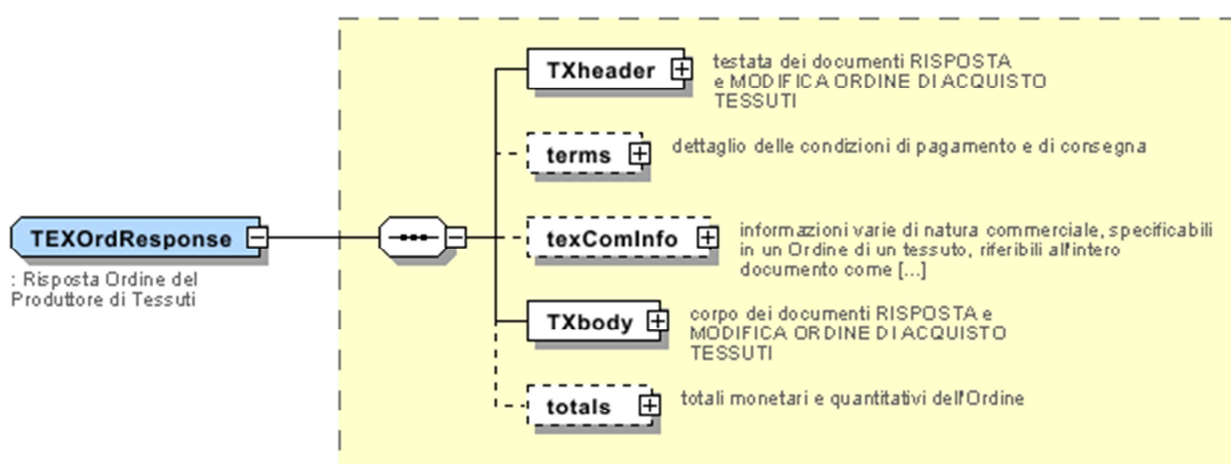 TXheader
testata dei documenti RISPOSTA
e MODIFICA ORDINE DI ACQUISTO
TESSUTI
terms
dettaglio delle condizioni di pagamento e di consegna
TEXOrdResponse
: Risposta Ordine del
Produttore di Tessuti
texComInfo
informazioni varie di natura commerciale, specificabili
in un Ordine di un tessuto, riferibili all'intero
documento come [...]
TXbody
corpo dei documenti RISPOSTA e
MODIFICA ORDINE DI ACQUISTO
TESSUTI
totals
totali monetari e quantitativi dell'Ordine